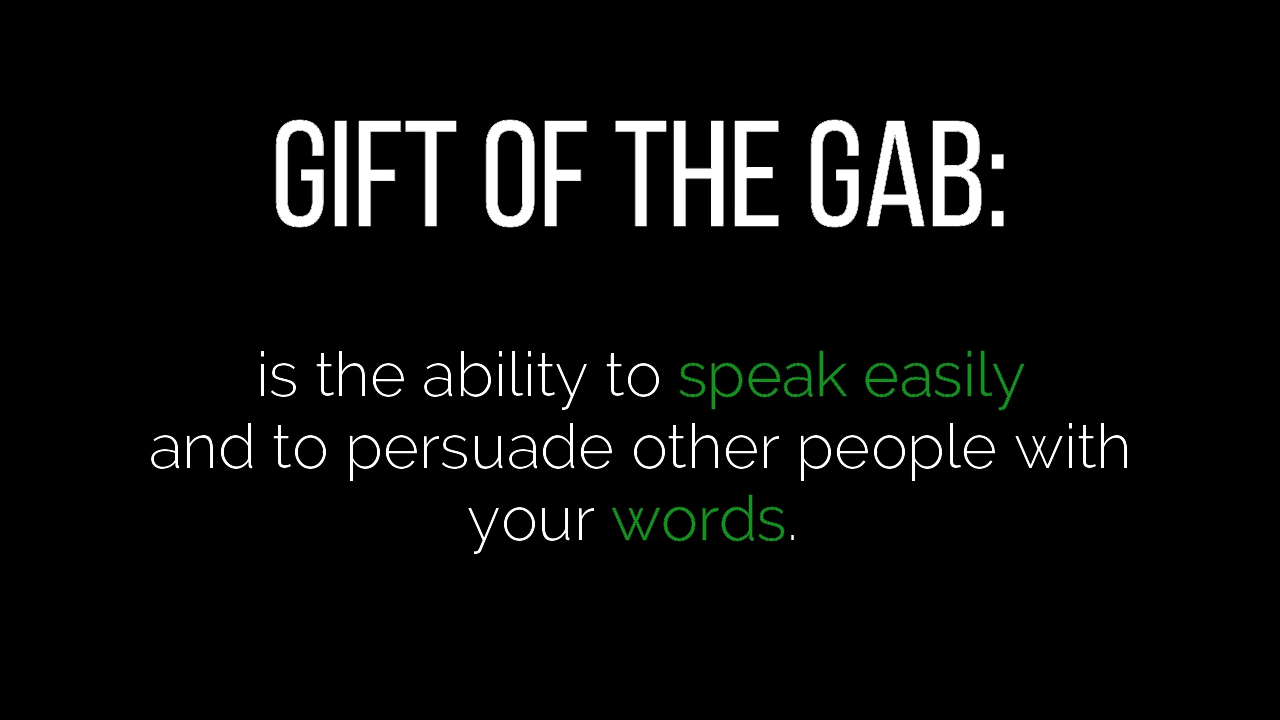 GIFT OF THE GAB:
is the ability to speak easily
and to persuade other people with
your words.